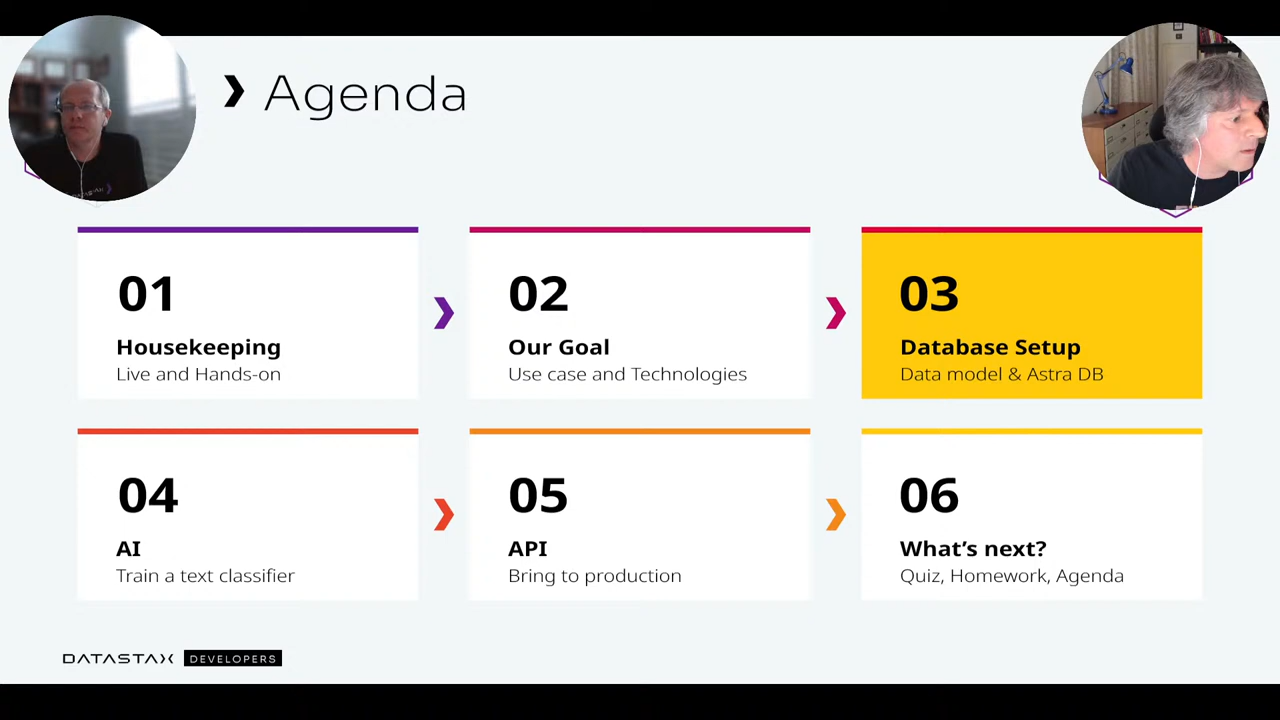 Agenda
01
Housekeeping
Live and Hands-on
02
Our Goal
Use case and Technologies
03
Database Setup
Data model & Astra DB
04
AI
Train a text classifier
05
API
Bring to production
06
What's next?
Quiz, Homework, Agenda
DATASTAX DEVELOPERS